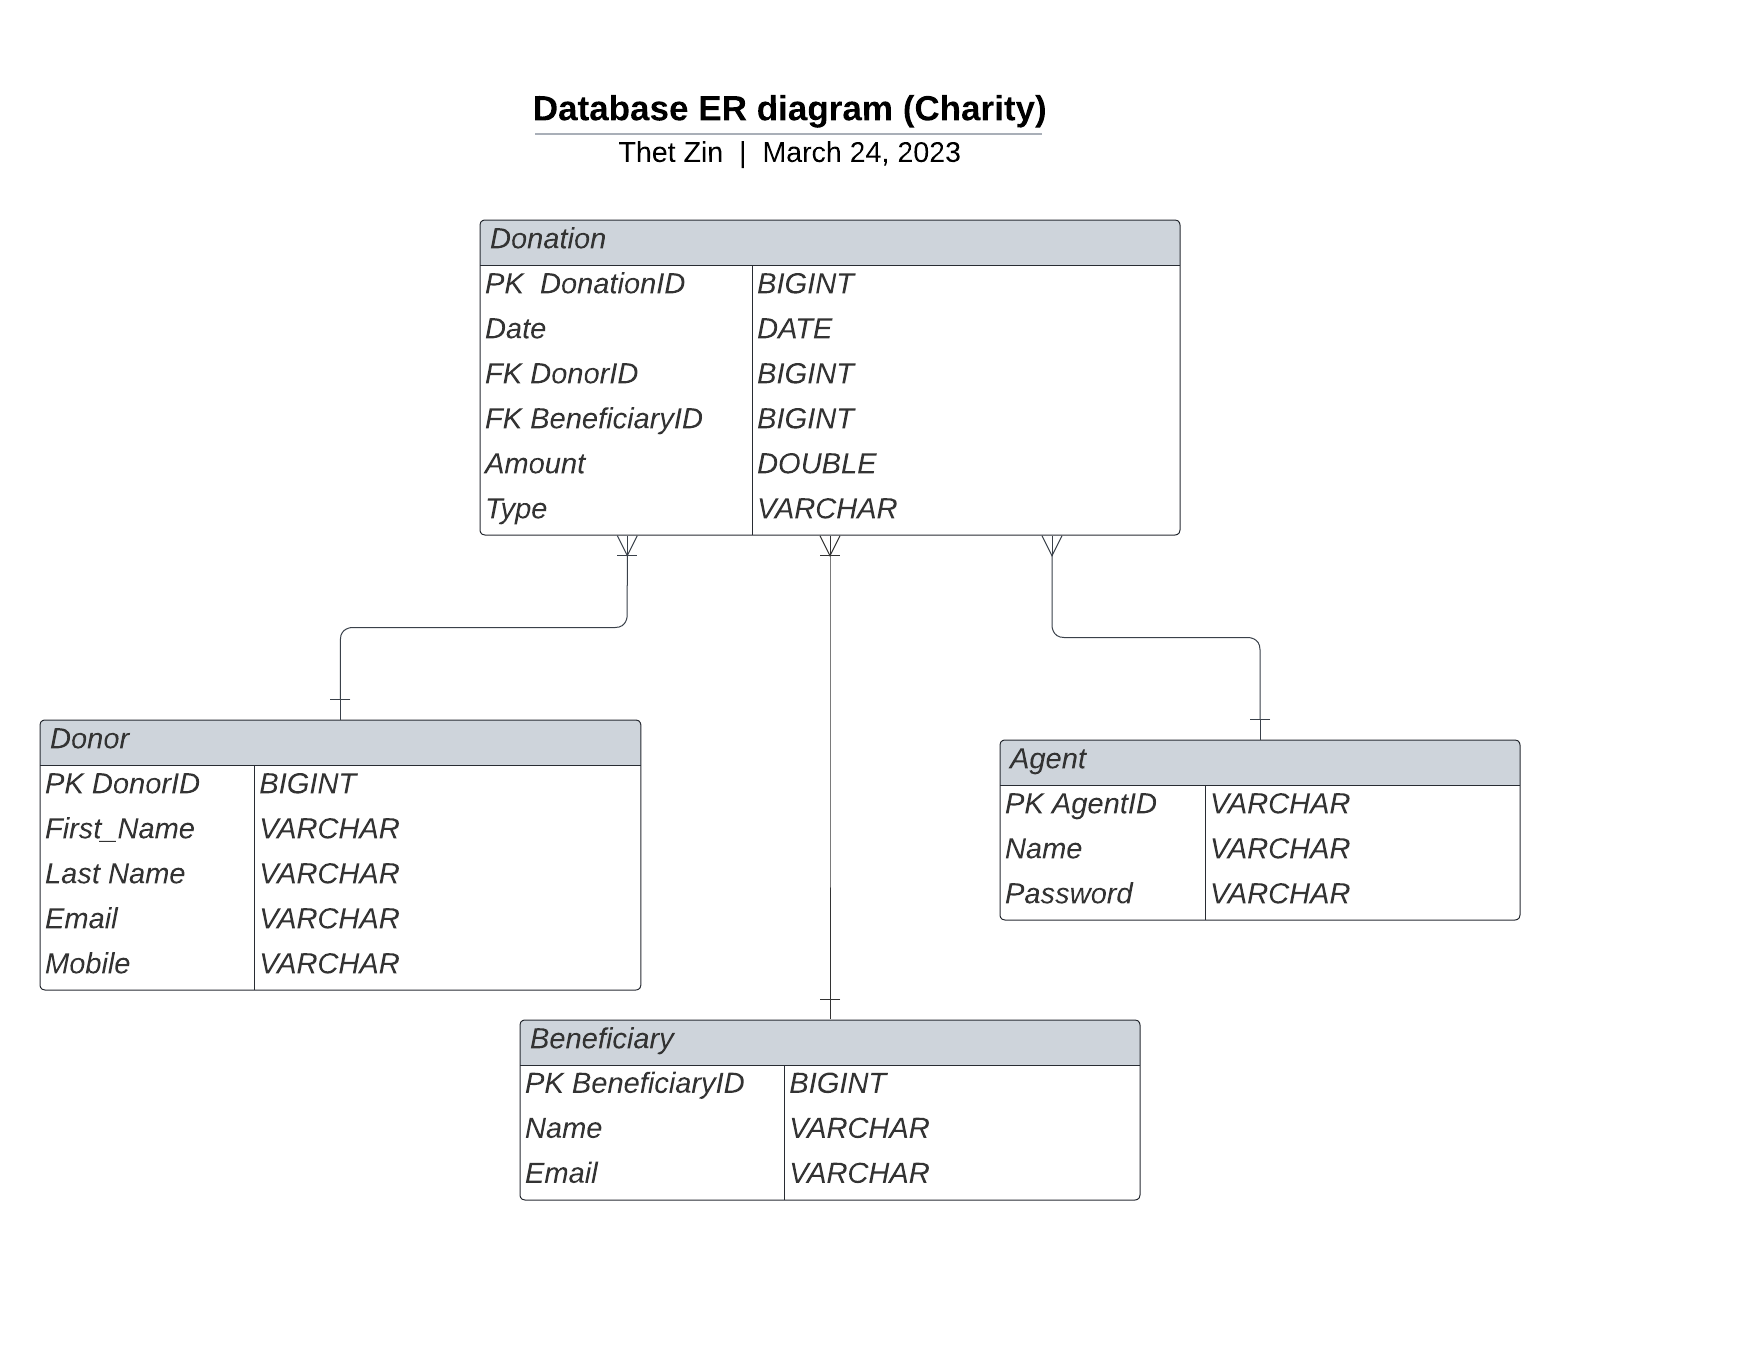 Database ER diagram (Charity)
Thet Zin | March 24, 2023
Donation
PK DonationID BIGINT
Date DATE
FK DonorID BIGINT
FK BeneficiaryID BIGINT
Amount DOUBLE
Type VARCHAR
Donor
PK DonorID BIGINT
First_Name VARCHAR
Last Name VARCHAR
Email VARCHAR
Mobile VARCHAR
Agent
PK AgentID VARCHAR
Name VARCHAR
Password VARCHAR
Beneficiary
PK BeneficiaryID BIGINT
Name VARCHAR
Email VARCHAR